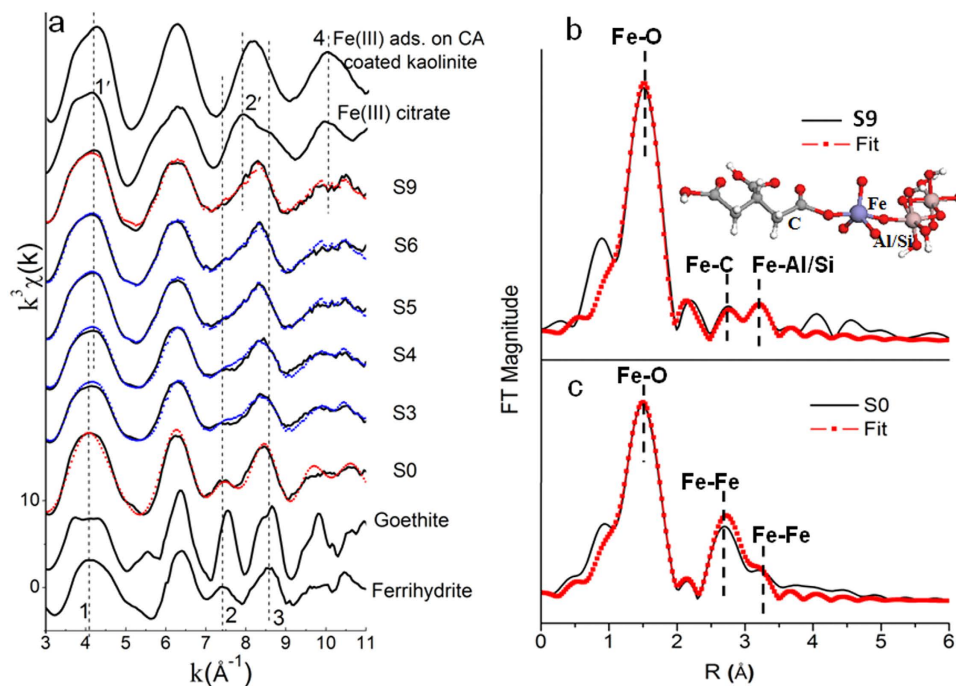 a
4 Fe(III) ads. on CA
coated kaolinite
1′
2′
Fe(III) citrate
S9
S6
S5
S4
S3
S0
Goethite
Ferrihydrite
10
0
1
2
3
k³χ(k)
3 4 5 6 7 8 9 10 11
k(Å⁻¹)
b
Fe-O
S9
Fit
Fe
C
Al/Si
Fe-C
Fe-Al/Si
FT Magnitude
c
Fe-O
S0
Fit
Fe-Fe
Fe-Fe
0 1 2 3 4 5 6
R (Å)